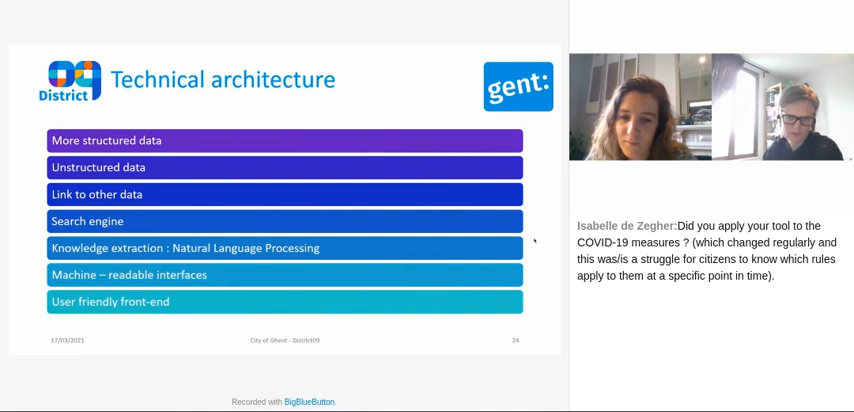 District
Technical architecture
gent:
More structured data
Unstructured data
Link to other data
Search engine
Knowledge extraction : Natural Language Processing
Machine – readable interfaces
User friendly front-end
17/03/2021
City of Ghent - District09
24
Recorded with BigBlueButton.
Isabelle de Zegher:Did you apply your tool to the
COVID-19 measures ? (which changed regularly and
this was/is a struggle for citizens to know which rules
apply to them at a specific point in time).